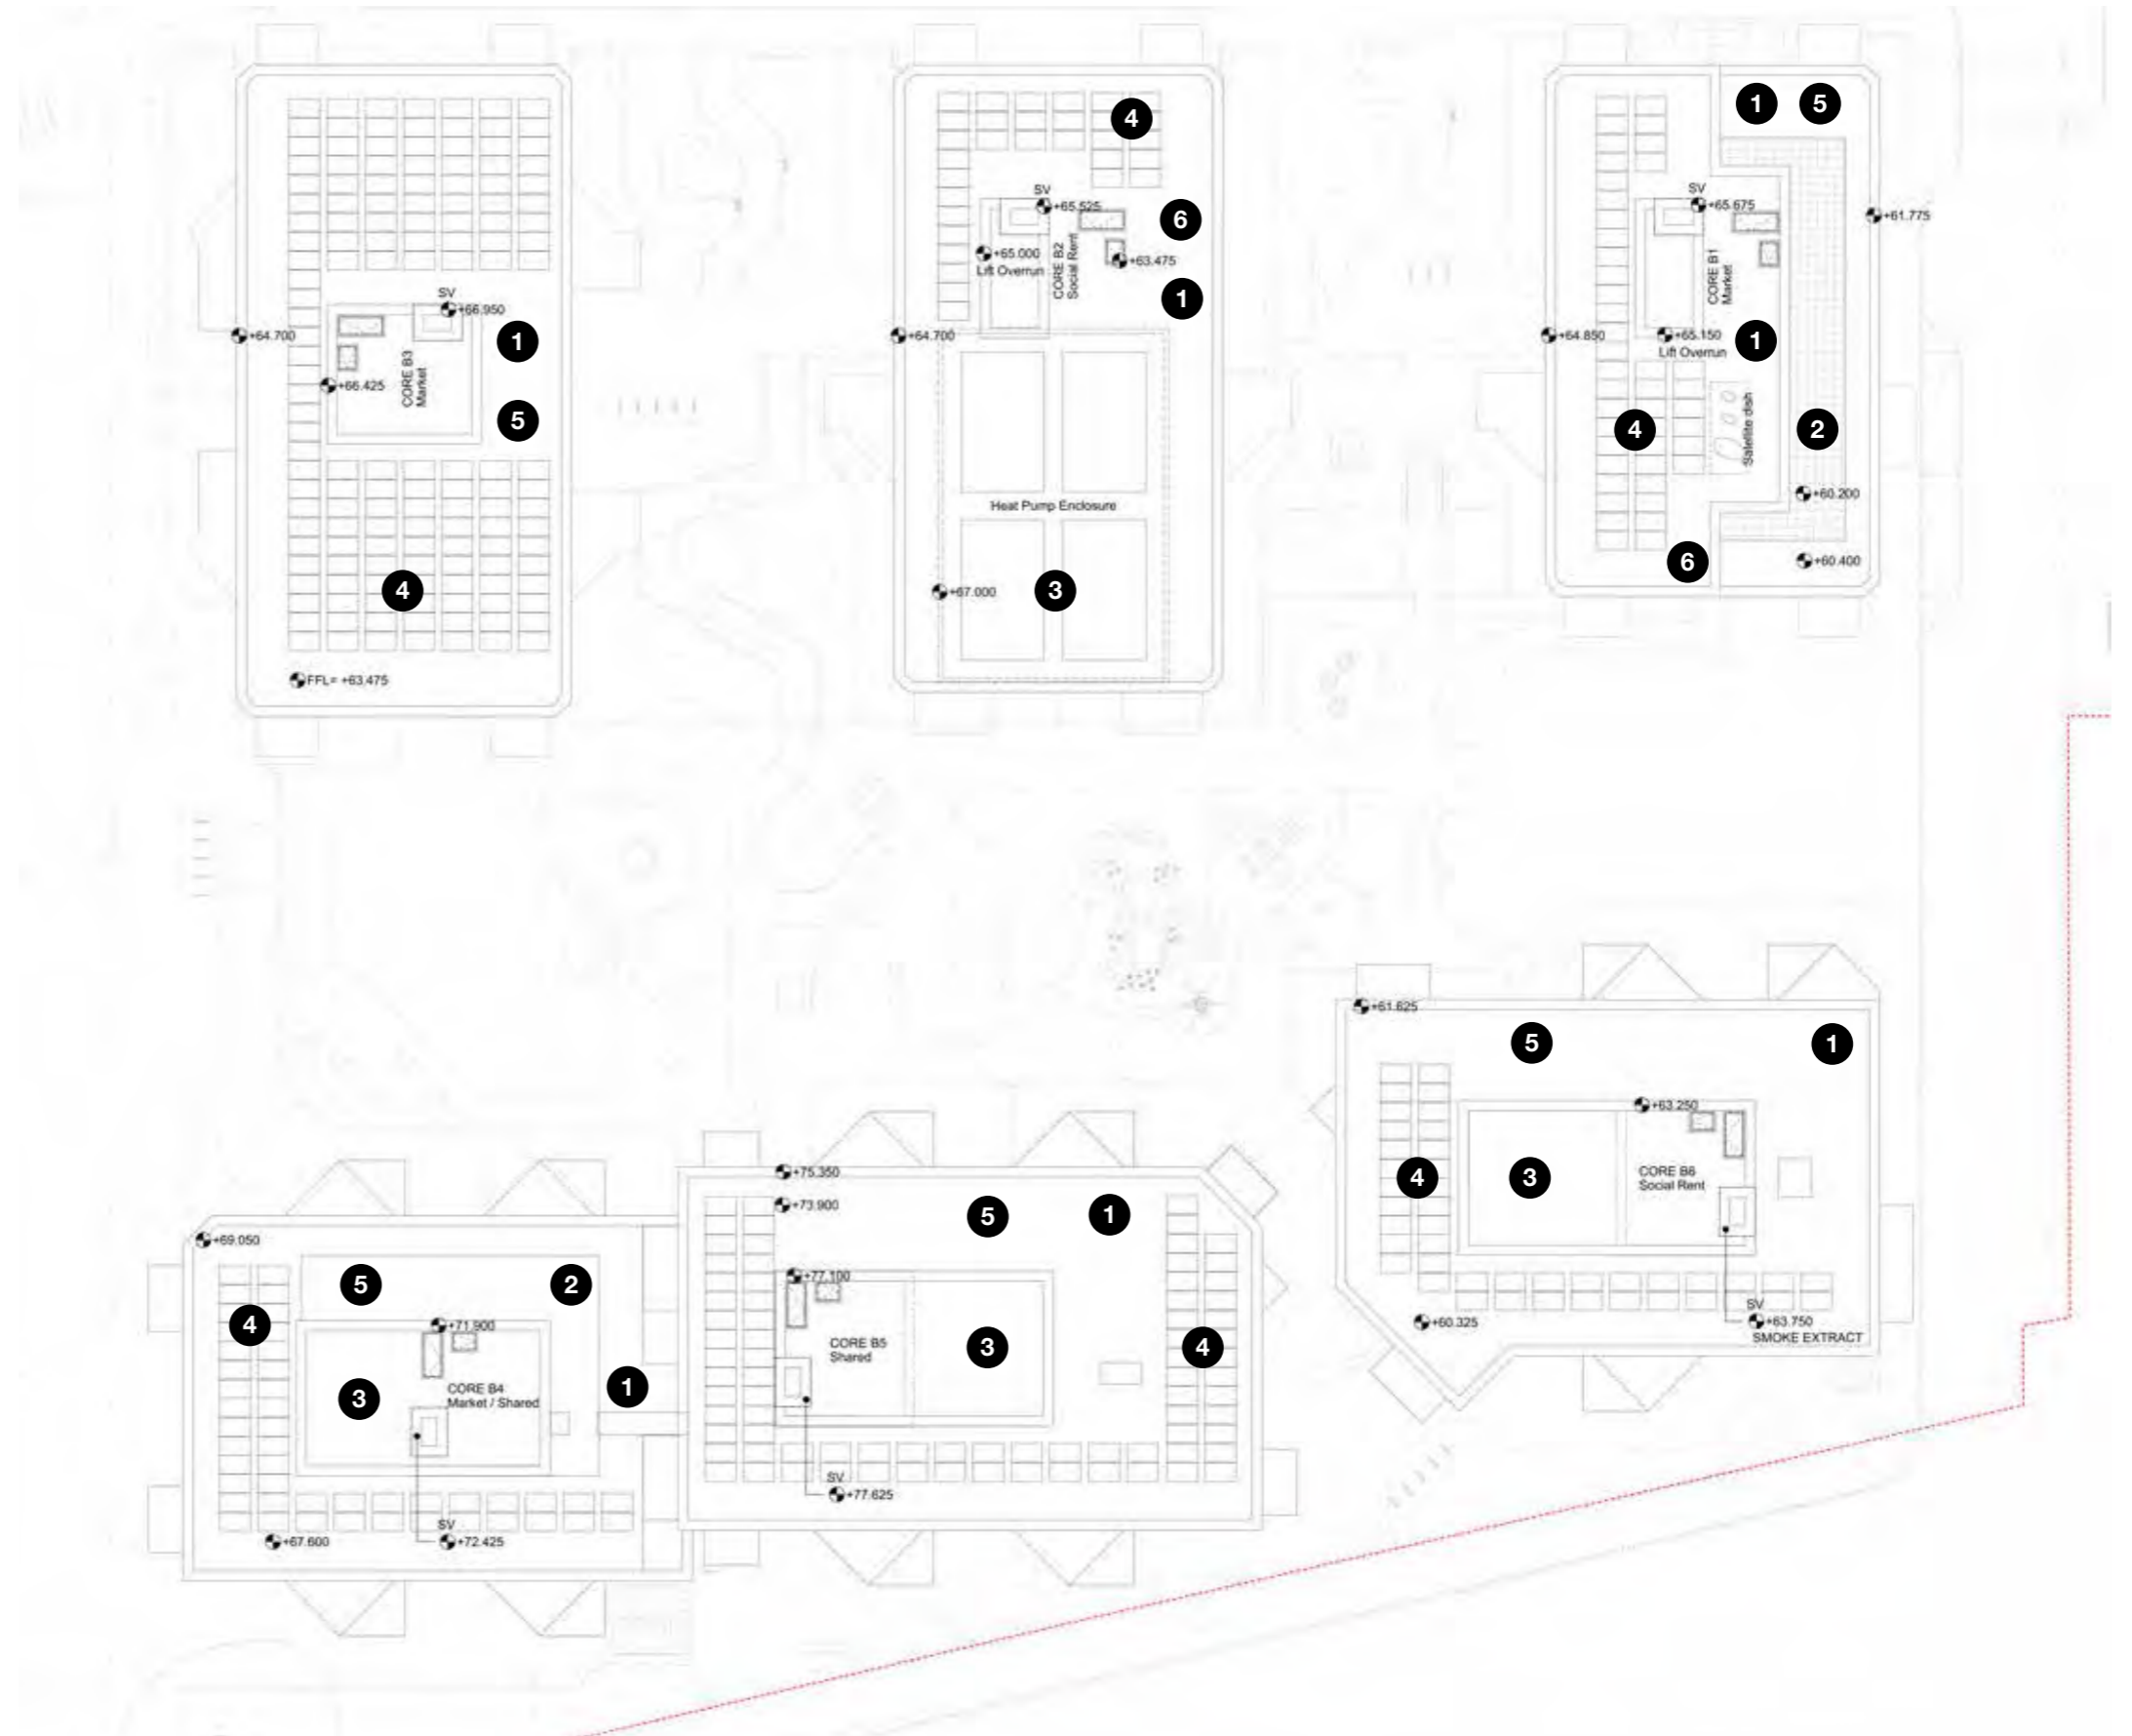 SV
+66.950
+64.700
1
+66.425
CORE B3
Market
5
4
FFL= +63.475
4
SV
+65.525
6
+65.000
Lift Overrun
CORE B2
Social Rent
+63.475
1
+64.700
Heat Pump Enclosure
+67.000
3
1
5
SV
+65.675
+61.775
CORE B1
Market
+64.850
+65.150
Lift Overrun
1
4
Satellite dish
2
+60.200
6
+60.400
+61.625
5
1
+63.250
4
3
CORE B6
Social Rent
+60.325
SV
+63.750
SMOKE EXTRACT
+75.350
+73.900
5
1
+77.100
CORE B5
Shared
3
4
SV
+77.625
+69.050
5
2
4
+71.900
3
CORE B4
Market / Shared
1
SV
+67.600
+72.425